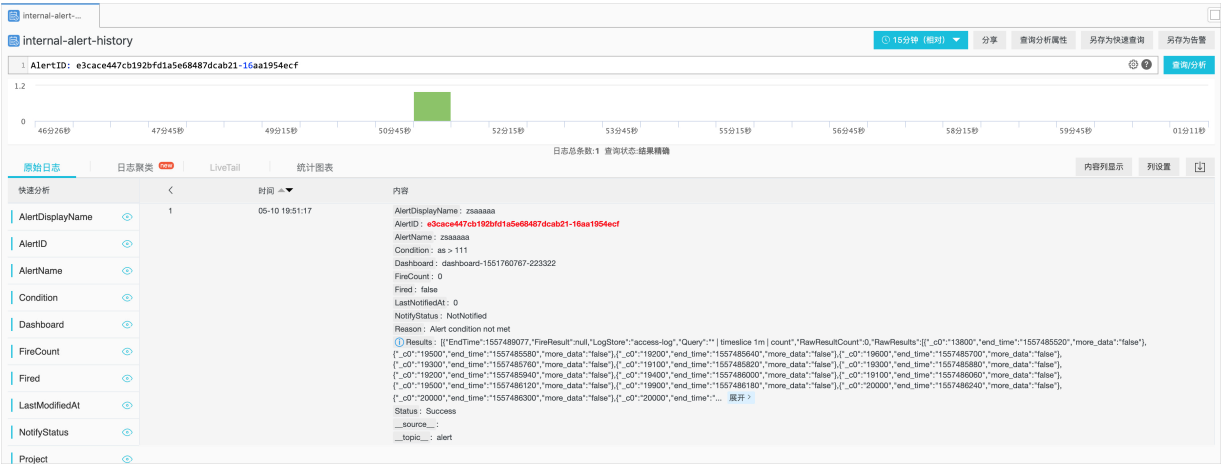 internal-alert-...
internal-alert-history
15分钟（相对） 分享 查询分析属性 另存为快速查询 另存为告警
1 AlertID: e3cace447cb192bfd1a5e68487dcab21-16aa1954ecf
查询/分析
1.2
0
46分26秒 47分45秒 49分15秒 50分45秒 52分15秒 53分45秒 55分15秒 56分45秒 58分15秒 59分45秒 01分11秒
日志总条数:1 查询状态:结果精确
原始日志 日志聚类 new LiveTail 统计图表 内容列显示 列设置
快速分析 < 时间 内容
AlertDisplayName
AlertID
AlertName
Condition
Dashboard
FireCount
Fired
LastModifiedAt
NotifyStatus
Project
1 05-10 19:51:17
AlertDisplayName : zsaaaaa
AlertID : e3cace447cb192bfd1a5e68487dcab21-16aa1954ecf
AlertName : zsaaaaa
Condition : as > 111
Dashboard : dashboard-1551760767-223322
FireCount : 0
Fired : false
LastNotifiedAt : 0
NotifyStatus : NotNotified
Reason : Alert condition not met
Results : [{"EndTime":1557489077,"FireResult":null,"LogStore":"access-log","Query":"* | timeslice 1m | count","RawResultCount":0,"RawResults":[{"_c0":"13800","end_time":"1557485520","more_data":"false"},
{"_c0":"19500","end_time":"1557485580","more_data":"false"},{"_c0":"19200","end_time":"1557485640","more_data":"false"},{"_c0":"19600","end_time":"1557485700","more_data":"false"},
{"_c0":"19300","end_time":"1557485760","more_data":"false"},{"_c0":"19100","end_time":"1557485820","more_data":"false"},{"_c0":"19300","end_time":"1557485880","more_data":"false"},
{"_c0":"19200","end_time":"1557485940","more_data":"false"},{"_c0":"19400","end_time":"1557486000","more_data":"false"},{"_c0":"19100","end_time":"1557486060","more_data":"false"},
{"_c0":"19500","end_time":"1557486120","more_data":"false"},{"_c0":"19900","end_time":"1557486180","more_data":"false"},{"_c0":"20000","end_time":"1557486240","more_data":"false"},
{"_c0":"20000","end_time":"1557486300","more_data":"false"},{"_c0":"20000","end_time":"... 展开 >
Status : Success
__source__ :
__topic__ : alert